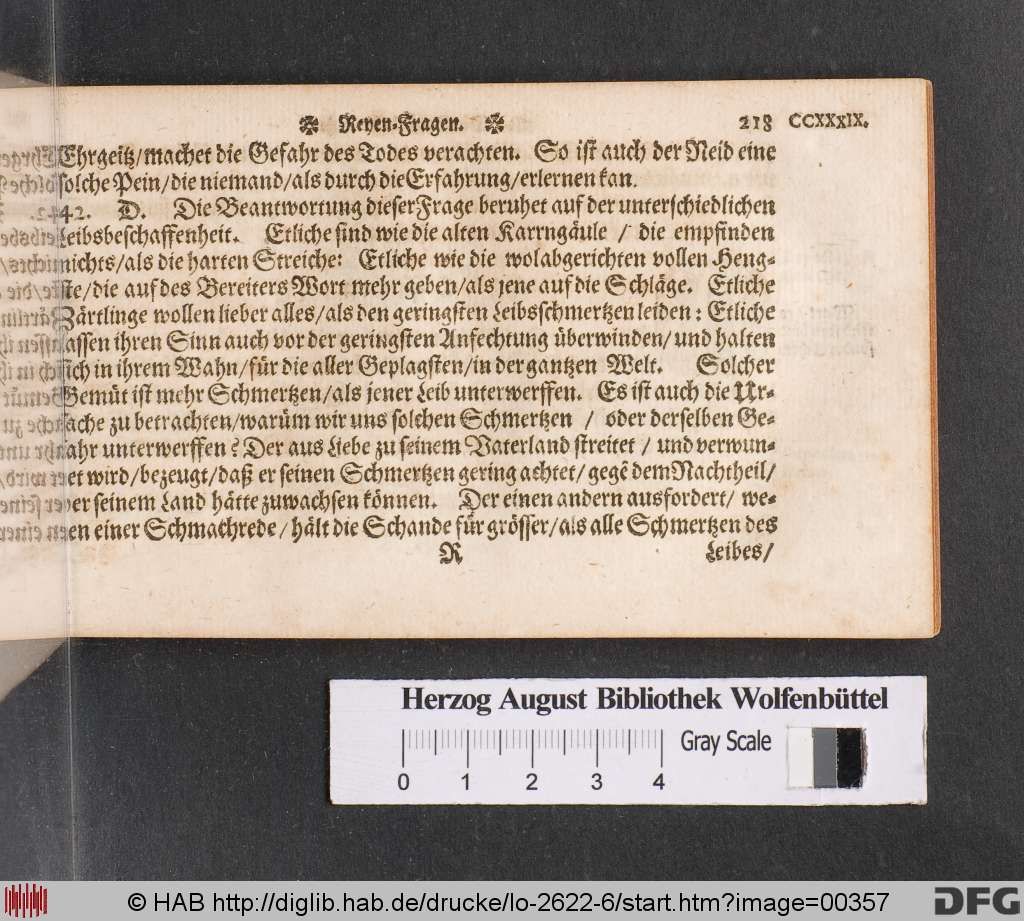 Reyen-Fragen. 218 CCXXXIX.
Ehrgeitz/machet die Gefahr des Todes verachten. So ist auch der Neid eine
solche Pein/die niemand/als durch die Erfahrung/erlernen kan.
42. D. Die Beantwortung dieser Frage beruhet auf der unterschiedlichen
Leibsbeschaffenheit. Etliche sind wie die alten Karrngäule / die empfinden
nichts/als die harten Streiche: Etliche wie die wolabgerichten vollen Heng-
ste/die auf des Bereiters Wort mehr geben/als jene auf die Schläge. Etliche
Zärtlinge wollen lieber alles/als den geringsten Leibsschmertzen leiden: Etliche
lassen ihren Sinn auch vor der geringsten Anfechtung überwinden/und halten
sich in ihrem Wahn/für die aller Geplagsten/in der gantzen Welt. Solcher
Gemüt ist mehr Schmertzen/als jener Leib unterwerffen. Es ist auch die Ur-
sache zu betrachten/warüm wir uns solchen Schmertzen / oder derselben Ge-
fahr unterwerffen? Der aus Liebe zu seinem Vaterland streitet / und verwun-
det wird/bezeugt/daß er seinen Schmertzen gering achtet/gegē dem Nachtheil/
der seinem Land hätte zuwachsen können. Der einen andern ausfordert/ we-
gen einer Schmachrede/hält die Schande für grösser/als alle Schmertzen des
R Leibes/
Herzog August Bibliothek Wolfenbüttel
Gray Scale
0 1 2 3 4
© HAB http://diglib.hab.de/drucke/lo-2622-6/start.htm?image=00357 DFG